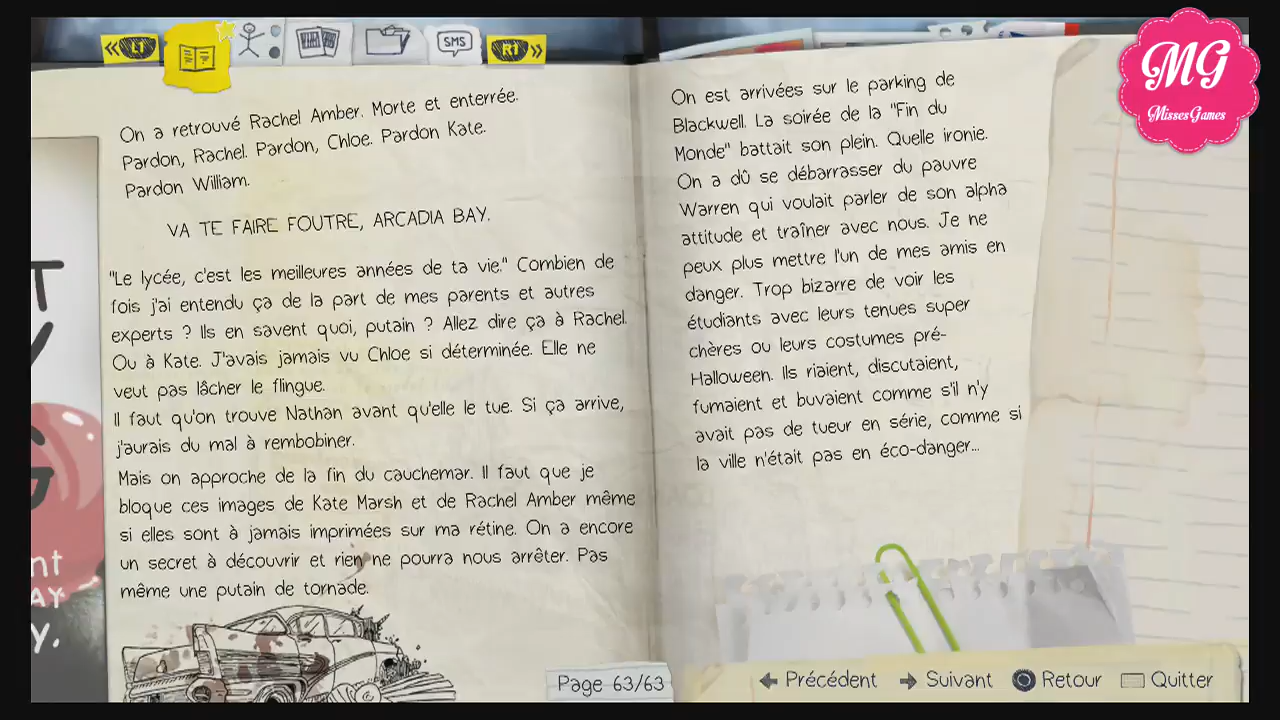 L1
SMS
R1
MG
MissesGames
On a retrouvé Rachel Amber. Morte et enterrée.
Pardon, Rachel. Pardon, Chloe. Pardon Kate.
Pardon William.
VA TE FAIRE FOUTRE, ARCADIA BAY.
"Le lycée, c'est les meilleures années de ta vie." Combien de
fois j'ai entendu ça de la part de mes parents et autres
experts ? Ils en savent quoi, putain ? Allez dire ça à Rachel.
Ou à Kate. J'avais jamais vu Chloe si déterminée. Elle ne
veut pas lâcher le flingue.
Il faut qu'on trouve Nathan avant qu'elle le tue. Si ça arrive,
j'aurais du mal à rembobiner.
Mais on approche de la fin du cauchemar. Il faut que je
bloque ces images de Kate Marsh et de Rachel Amber même
si elles sont à jamais imprimées sur ma rétine. On a encore
un secret à découvrir et rien ne pourra nous arrêter. Pas
même une putain de tornade.
On est arrivées sur le parking de
Blackwell. La soirée de la "Fin du
Monde" battait son plein. Quelle ironie.
On a dû se débarrasser du pauvre
Warren qui voulait parler de son alpha
attitude et traîner avec nous. Je ne
peux plus mettre l'un de mes amis en
danger. Trop bizarre de voir les
étudiants avec leurs tenues super
chères ou leurs costumes pré-
Halloween. Ils riaient, discutaient,
fumaient et buvaient comme s'il n'y
avait pas de tueur en série, comme si
la ville n'était pas en éco-danger...
Page 63/63
Précédent
Suivant
Retour
Quitter